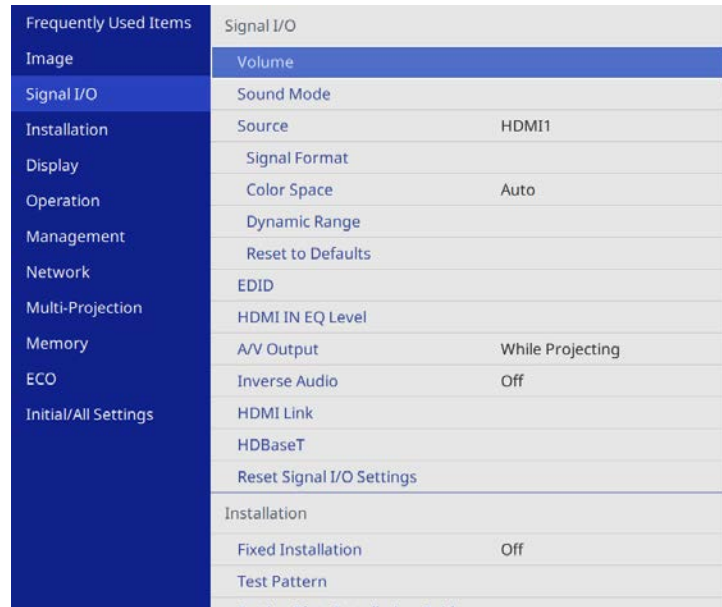 Frequently Used Items
Image
Signal I/O
Installation
Display
Operation
Management
Network
Multi-Projection
Memory
ECO
Initial/All Settings
Signal I/O
Volume
Sound Mode
Source HDMI1
Signal Format
Color Space Auto
Dynamic Range
Reset to Defaults
EDID
HDMI IN EQ Level
A/V Output While Projecting
Inverse Audio Off
HDMI Link
HDBaseT
Reset Signal I/O Settings
Installation
Fixed Installation Off
Test Pattern